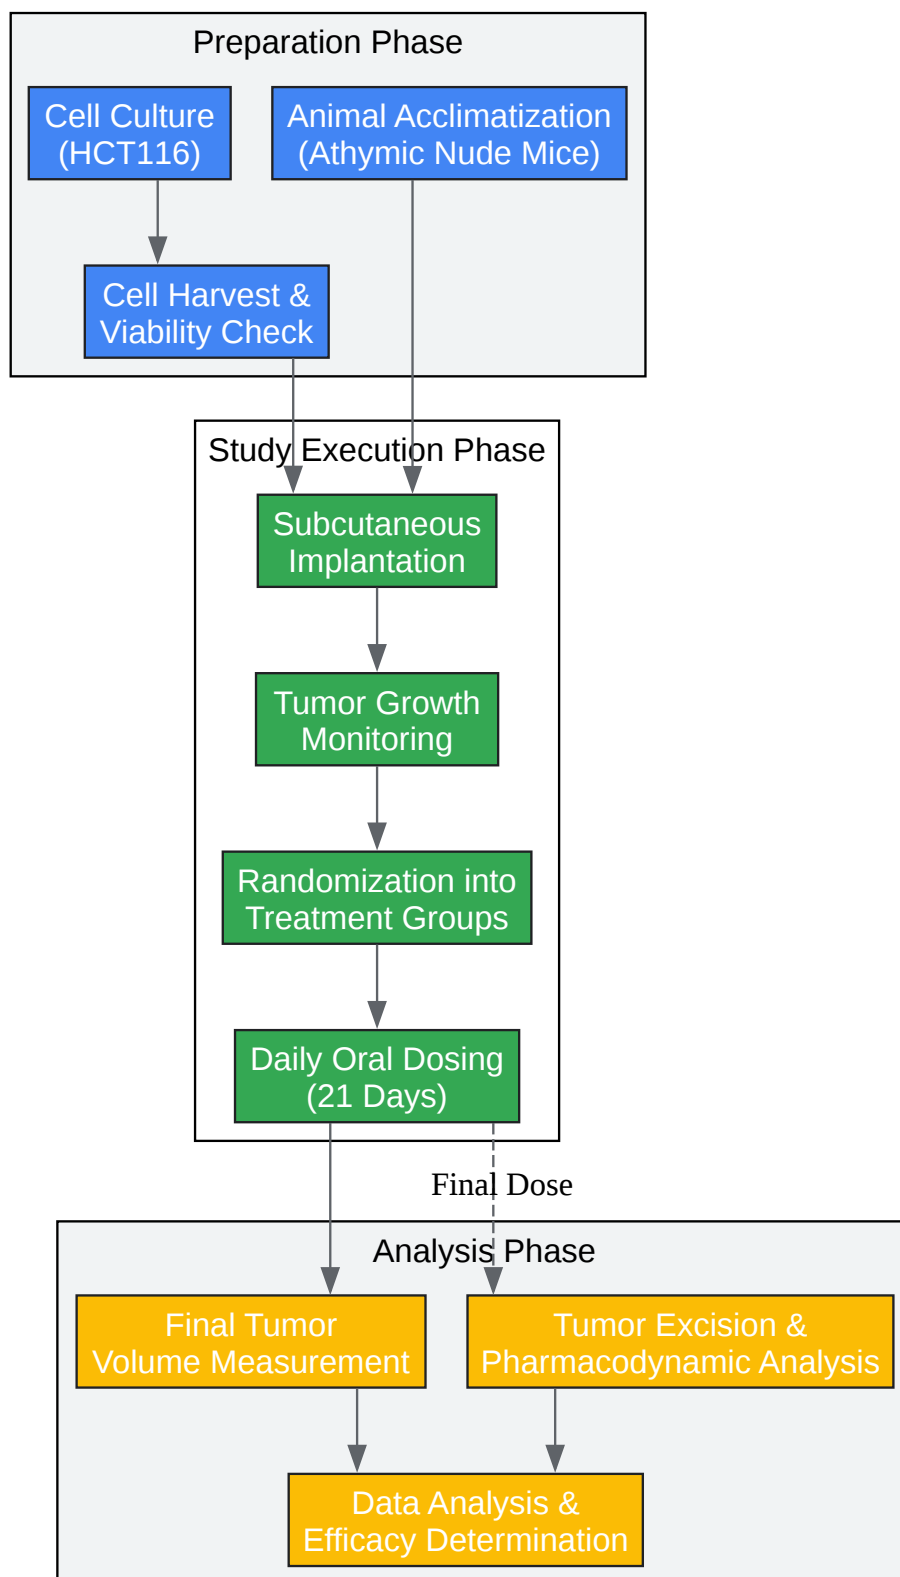 Preparation Phase
Cell Culture
(HCT116)
Animal Acclimatization
(Athymic Nude Mice)
Cell Harvest &
Viability Check
Study Execution Phase
Subcutaneous
Implantation
Tumor Growth
Monitoring
Randomization into
Treatment Groups
Daily Oral Dosing
(21 Days)
Final Dose
Analysis Phase
Final Tumor
Volume Measurement
Tumor Excision &
Pharmacodynamic Analysis
Data Analysis &
Efficacy Determination